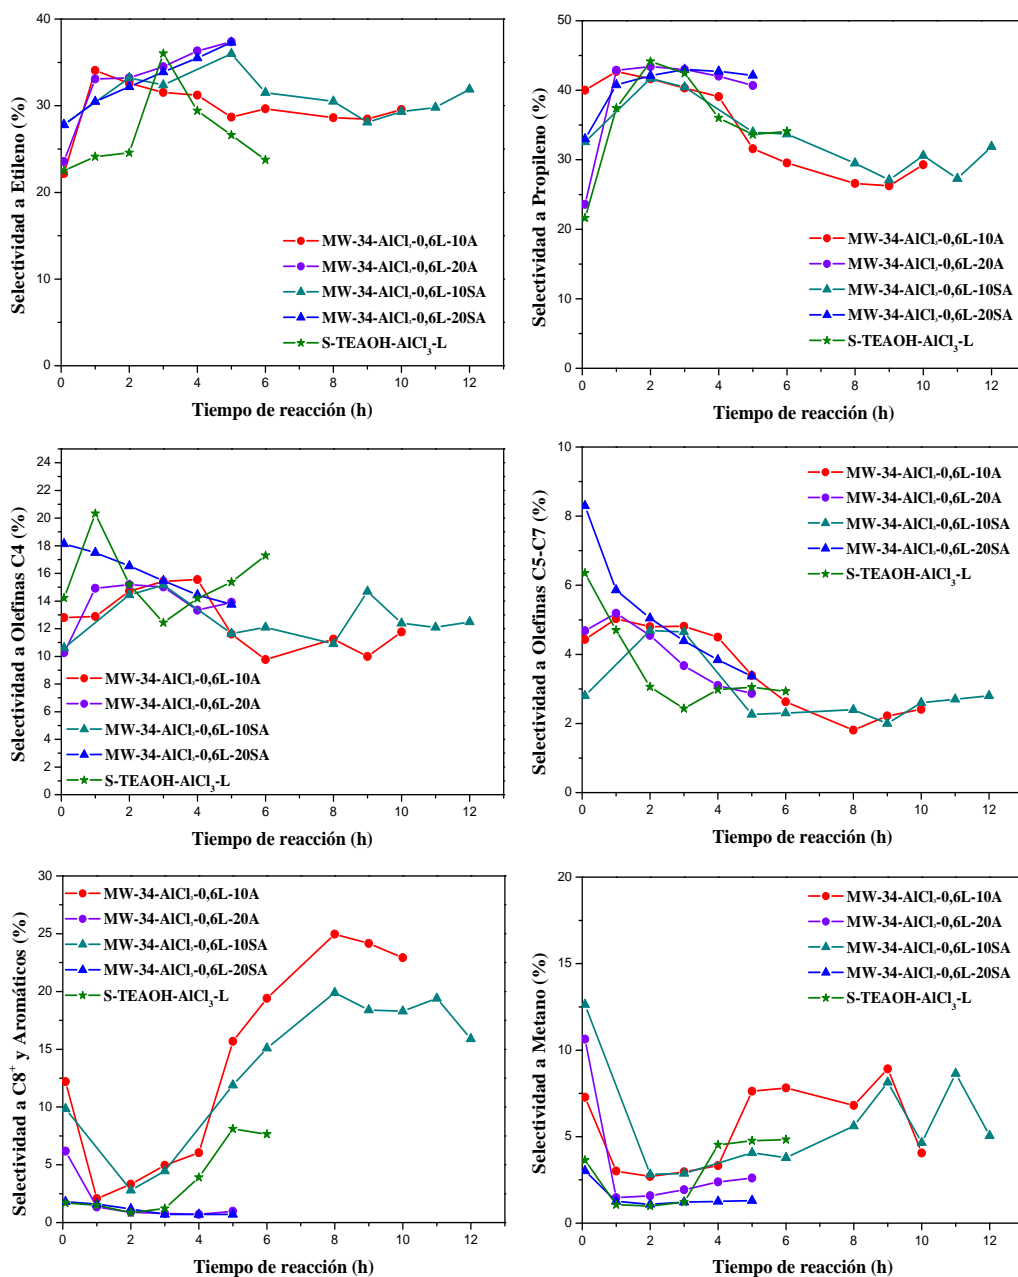 Selectividad a Etileno (%)
40
30
20
10
0
MW-34-AlCl₃-0,6L-10A
MW-34-AlCl₃-0,6L-20A
MW-34-AlCl₃-0,6L-10SA
MW-34-AlCl₃-0,6L-20SA
S-TEAOH-AlCl₃-L
0 2 4 6 8 10 12
Tiempo de reacción (h)
Selectividad a Propileno (%)
50
40
30
20
10
0
MW-34-AlCl₃-0,6L-10A
MW-34-AlCl₃-0,6L-20A
MW-34-AlCl₃-0,6L-10SA
MW-34-AlCl₃-0,6L-20SA
S-TEAOH-AlCl₃-L
0 2 4 6 8 10 12
Tiempo de reacción (h)
Selectividad a Olefinas C4 (%)
24
22
20
18
16
14
12
10
8
6
4
2
0
MW-34-AlCl₃-0,6L-10A
MW-34-AlCl₃-0,6L-20A
MW-34-AlCl₃-0,6L-10SA
MW-34-AlCl₃-0,6L-20SA
S-TEAOH-AlCl₃-L
0 2 4 6 8 10 12
Tiempo de reacción (h)
Selectividad a Olefinas C5-C7 (%)
10
8
6
4
2
0
MW-34-AlCl₃-0,6L-10A
MW-34-AlCl₃-0,6L-20A
MW-34-AlCl₃-0,6L-10SA
MW-34-AlCl₃-0,6L-20SA
S-TEAOH-AlCl₃-L
0 2 4 6 8 10 12
Tiempo de reacción (h)
Selectividad a C8⁺ y Aromáticos (%)
30
25
20
15
10
5
0
MW-34-AlCl₃-0,6L-10A
MW-34-AlCl₃-0,6L-20A
MW-34-AlCl₃-0,6L-10SA
MW-34-AlCl₃-0,6L-20SA
S-TEAOH-AlCl₃-L
0 2 4 6 8 10 12
Tiempo de reacción (h)
Selectividad a Metano (%)
20
15
10
5
0
MW-34-AlCl₃-0,6L-10A
MW-34-AlCl₃-0,6L-20A
MW-34-AlCl₃-0,6L-10SA
MW-34-AlCl₃-0,6L-20SA
S-TEAOH-AlCl₃-L
0 2 4 6 8 10 12
Tiempo de reacción (h)